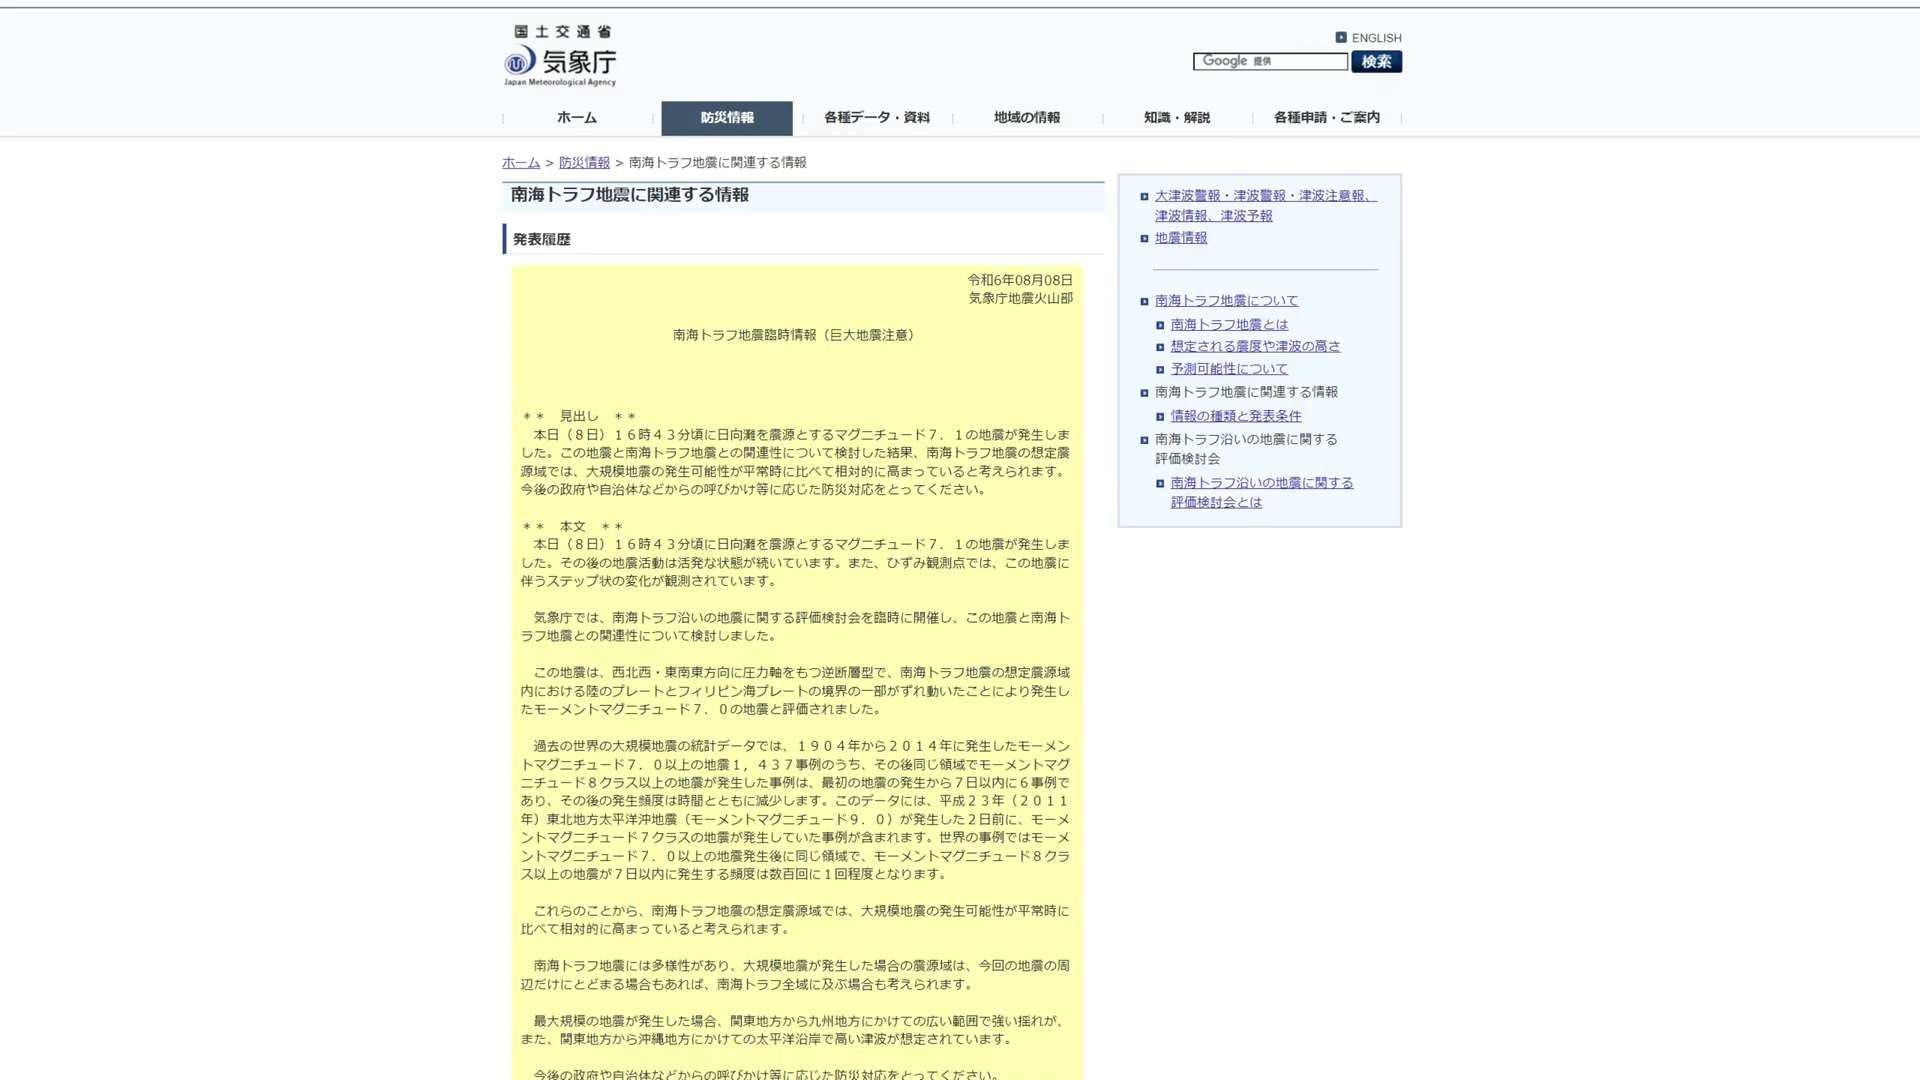 国土交通省
気象庁
Japan Meteorological Agency
ENGLISH
Google 提供
検索
ホーム
防災情報
各種データ・資料
地域の情報
知識・解説
各種申請・ご案内
ホーム > 防災情報 > 南海トラフ地震に関連する情報
南海トラフ地震に関連する情報
発表履歴
令和6年08月08日
気象庁地震火山部
南海トラフ地震臨時情報（巨大地震注意）
＊＊　見出し　＊＊
　本日（８日）１６時４３分頃に日向灘を震源とするマグニチュード７．１の地震が発生しま
した。この地震と南海トラフ地震との関連性について検討した結果、南海トラフ地震の想定震
源域では、大規模地震の発生可能性が平常時に比べて相対的に高まっていると考えられます。
今後の政府や自治体などからの呼びかけ等に応じた防災対応をとってください。
＊＊　本文　＊＊
　本日（８日）１６時４３分頃に日向灘を震源とするマグニチュード７．１の地震が発生しま
した。その後の地震活動は活発な状態が続いています。また、ひずみ観測点では、この地震に
伴うステップ状の変化が観測されています。
　気象庁では、南海トラフ沿いの地震に関する評価検討会を臨時に開催し、この地震と南海ト
ラフ地震との関連性について検討しました。
　この地震は、西北西・東南東方向に圧力軸をもつ逆断層型で、南海トラフ地震の想定震源域
内における陸のプレートとフィリピン海プレートの境界の一部がずれ動いたことにより発生し
たモーメントマグニチュード７．０の地震と評価されました。
　過去の世界の大規模地震の統計データでは、１９０４年から２０１４年に発生したモーメン
トマグニチュード７．０以上の地震１，４３７事例のうち、その後同じ領域でモーメントマグ
ニチュード８クラス以上の地震が発生した事例は、最初の地震の発生から７日以内に６事例で
あり、その後の発生頻度は時間とともに減少します。このデータには、平成２３年（２０１１
年）東北地方太平洋沖地震（モーメントマグニチュード９．０）が発生した２日前に、モーメ
ントマグニチュード７クラスの地震が発生していた事例が含まれます。世界の事例ではモーメ
ントマグニチュード７．０以上の地震発生後に同じ領域で、モーメントマグニチュード８クラ
ス以上の地震が７日以内に発生する頻度は数百回に１回程度となります。
　これらのことから、南海トラフ地震の想定震源域では、大規模地震の発生可能性が平常時に
比べて相対的に高まっていると考えられます。
　南海トラフ地震には多様性があり、大規模地震が発生した場合の震源域は、今回の地震の周
辺だけにとどまる場合もあれば、南海トラフ全域に及ぶ場合も考えられます。
　最大規模の地震が発生した場合、関東地方から九州地方にかけての広い範囲で強い揺れが、
また、関東地方から沖縄地方にかけての太平洋沿岸で高い津波が想定されています。
　今後の政府や自治体などからの呼びかけ等に応じた防災対応をとってください。
大津波警報・津波警報・津波注意報、
津波情報、津波予報
地震情報
南海トラフ地震について
南海トラフ地震とは
想定される震度や津波の高さ
予測可能性について
南海トラフ地震に関連する情報
情報の種類と発表条件
南海トラフ沿いの地震に関する
評価検討会
南海トラフ沿いの地震に関する
評価検討会とは